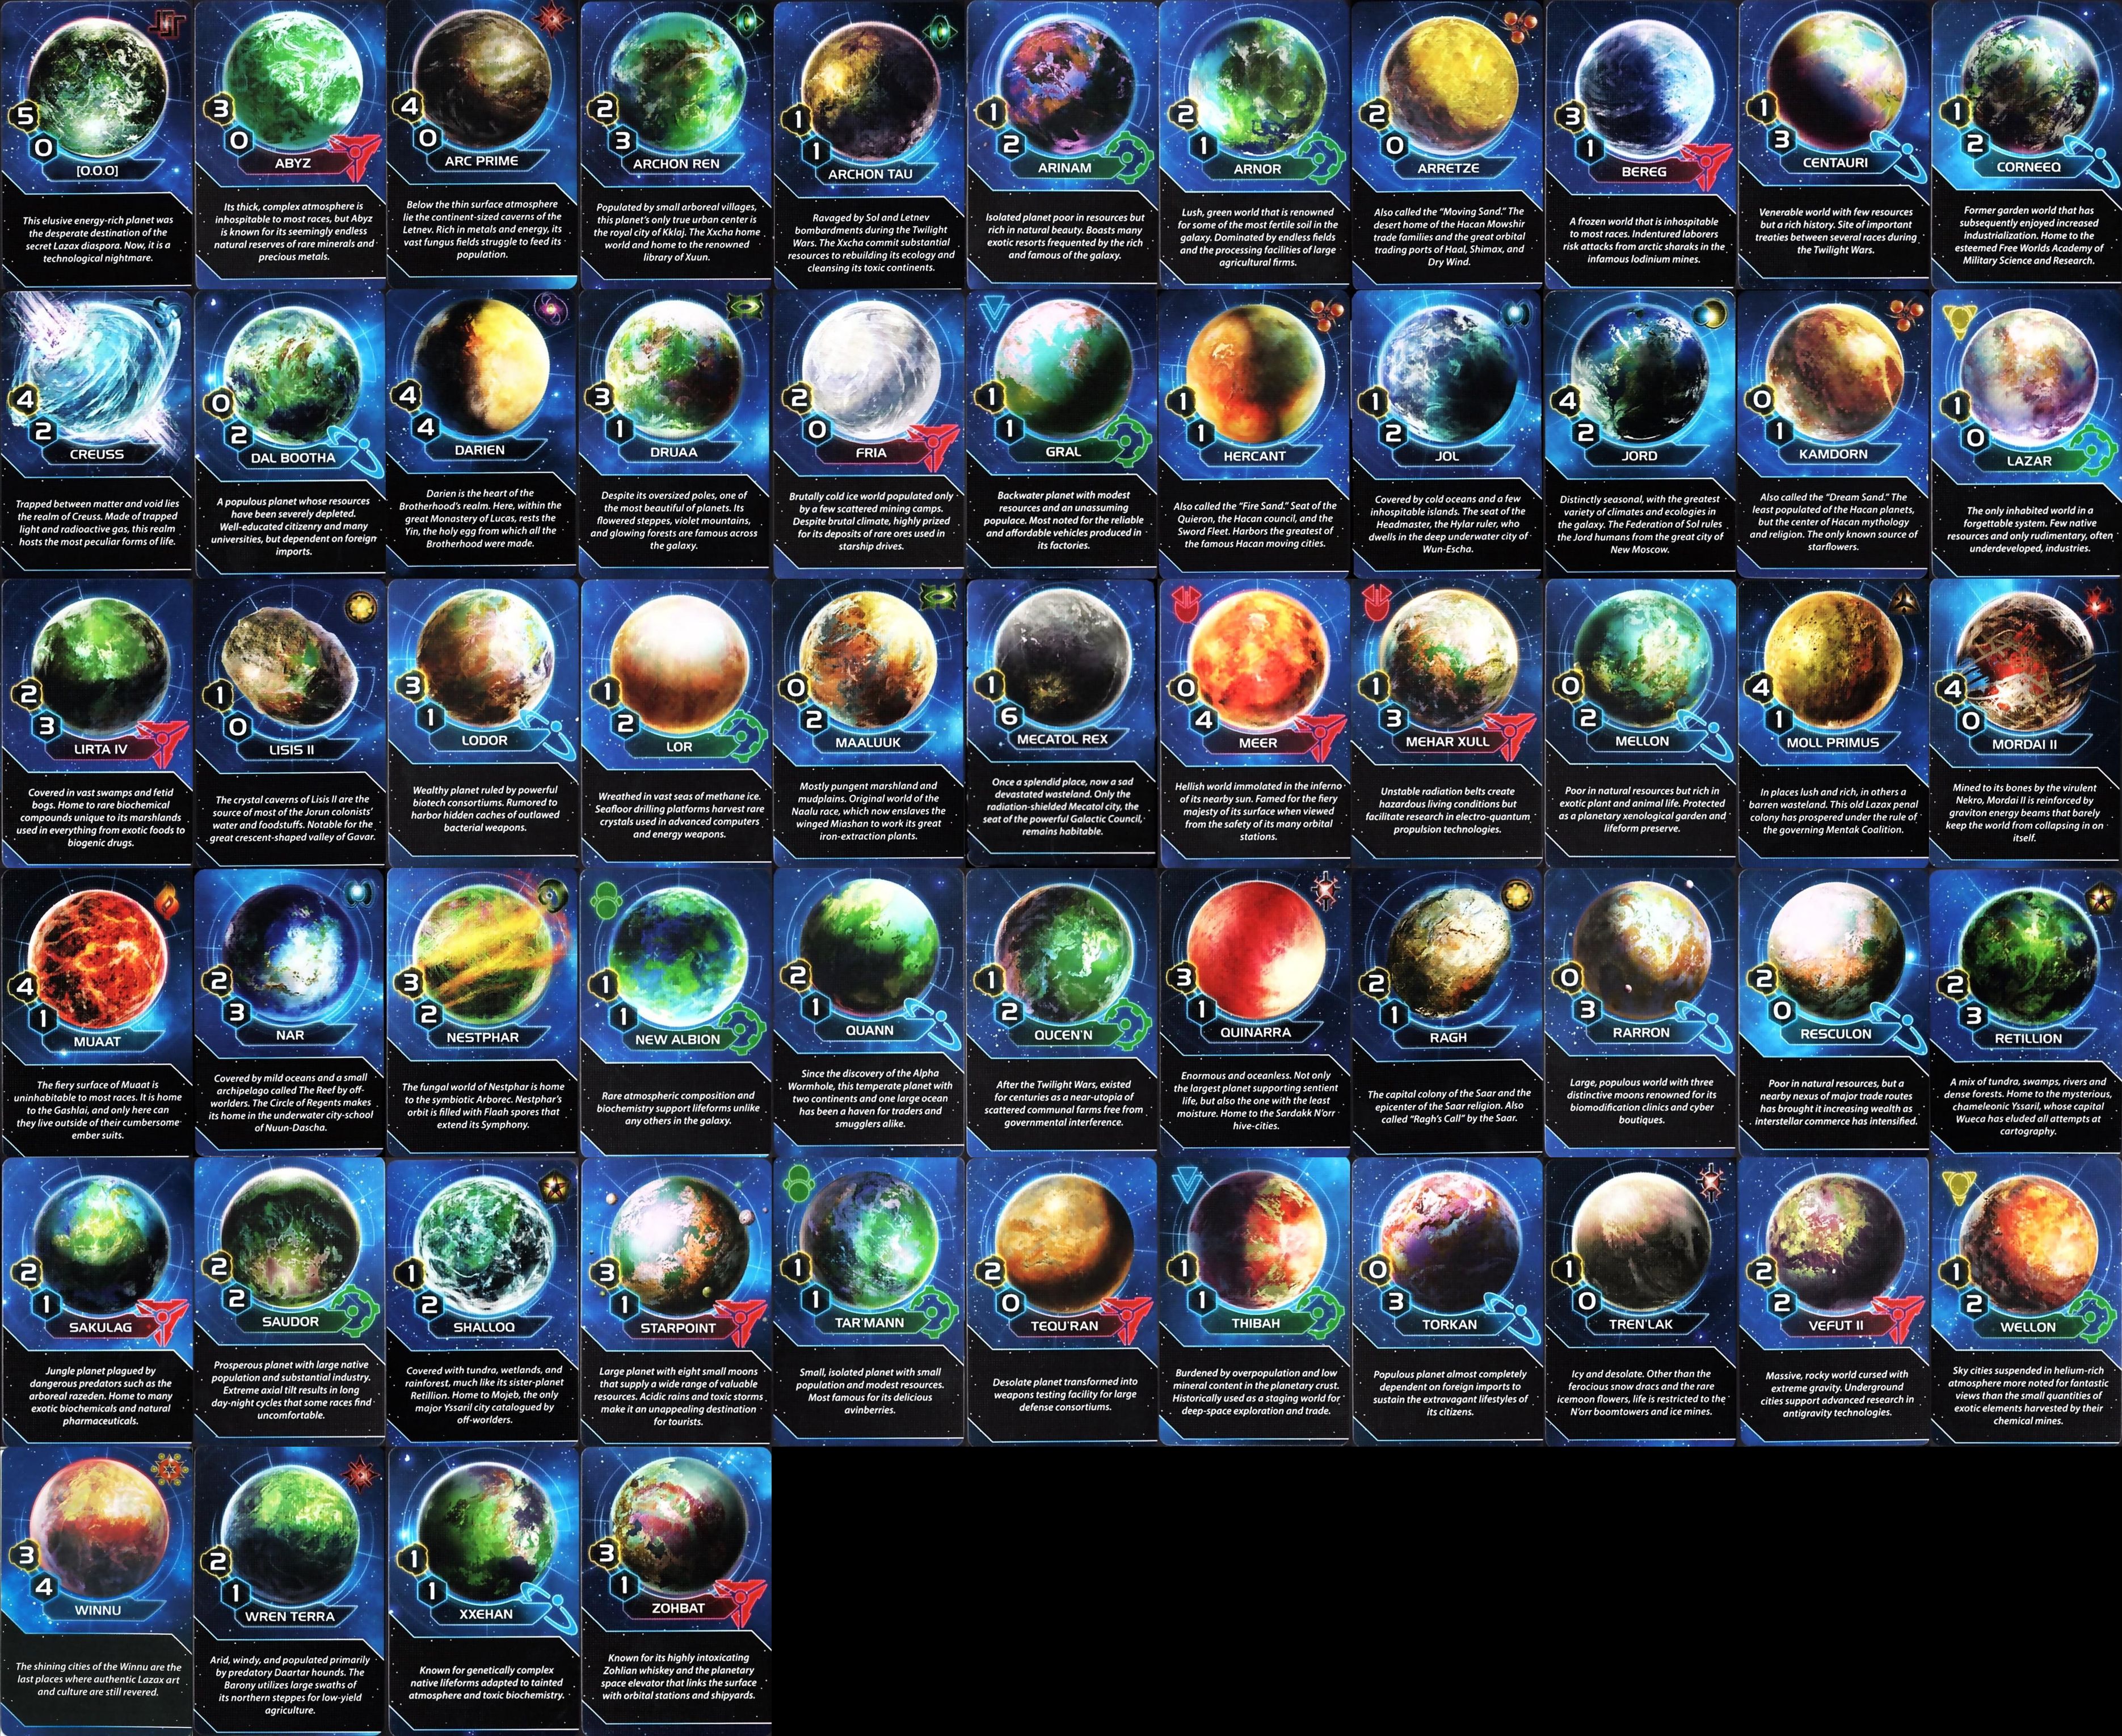 5
0
[0.0.0]
This elusive energy-rich planet was
the desperate destination of the
secret Lazax diaspora. Now, it is a
technological nightmare.
3
0
ABYZ
Its thick, complex atmosphere is
inhospitable to most races, but Abyz
is known for its seemingly endless
natural reserves of rare minerals and
precious metals.
4
0
ARC PRIME
Below the thin surface atmosphere
lie the continent-sized caverns of the
Letnev. Rich in metals and energy, its
vast fungus fields struggle to feed its
population.
2
3
ARCHON REN
Populated by small arboreal villages,
this planet's only true urban center is
the royal city of Kklaj. The Xxcha home
world and home to the renowned
library of Xuun.
1
1
ARCHON TAU
Ravaged by Sol and Letnev
bombardments during the Twilight
Wars. The Xxcha commit substantial
resources to rebuilding its ecology and
cleansing its toxic continents.
1
2
ARINAM
Isolated planet poor in resources but
rich in natural beauty. Boasts many
exotic resorts frequented by the rich
and famous of the galaxy.
2
1
ARNOR
Lush, green world that is renowned
for some of the most fertile soil in the
galaxy. Dominated by endless fields
and the processing facilities of large
agricultural firms.
2
0
ARRETZE
Also called the "Moving Sand." The
desert home of the Hacan Mowshir
trade families and the great orbital
trading ports of Haal, Shimax, and
Dry Wind.
3
1
BEREG
A frozen world that is inhospitable
to most races. Indentured laborers
risk attacks from arctic sharaks in the
infamous Iodinium mines.
1
3
CENTAURI
Venerable world with few resources
but a rich history. Site of important
treaties between several races during
the Twilight Wars.
1
2
CORNEEQ
Former garden world that has
subsequently enjoyed increased
industrialization. Home to the
esteemed Free Worlds Academy of
Military Science and Research.
4
2
CREUSS
Trapped between matter and void lies
the realm of Creuss. Made of trapped
light and radioactive gas, this realm
hosts the most peculiar forms of life.
0
2
DAL BOOTHA
A populous planet whose resources
have been severely depleted.
Well-educated citizenry and many
universities, but dependent on foreign
imports.
4
4
DARIEN
Darien is the heart of the
Brotherhood's realm. Here, within the
great Monastery of Lucas, rests the
Yin, the holy egg from which all the
Brotherhood were made.
3
1
DRUAA
Despite its oversized poles, one of
the most beautiful of planets. Its
flowered steppes, violet mountains,
and glowing forests are famous across
the galaxy.
2
0
FRIA
Brutally cold ice world populated only
by a few scattered mining camps.
Despite brutal climate, highly prized
for its deposits of rare ores used in
starship drives.
1
1
GRAL
Backwater planet with modest
resources and an unassuming
populace. Most noted for the reliable
and affordable vehicles produced in
its factories.
1
1
HERCANT
Also called the "Fire Sand." Seat of the
Quieron, the Hacan council, and the
Sword Fleet. Harbors the greatest of
the famous Hacan moving cities.
1
2
JOL
Covered by cold oceans and a few
inhospitable islands. The seat of the
Headmaster, the Hylar ruler, who
dwells in the deep underwater city of
Wun-Escha.
4
2
JORD
Distinctly seasonal, with the greatest
variety of climates and ecologies in
the galaxy. The Federation of Sol rules
the Jord humans from the great city of
New Moscow.
0
1
KAMDORN
Also called the "Dream Sand." The
least populated of the Hacan planets,
but the center of Hacan mythology
and religion. The only known source of
starflowers.
1
0
LAZAR
The only inhabited world in a
forgettable system. Few native
resources and only rudimentary, often
underdeveloped, industries.
2
3
LIRTA IV
Covered in vast swamps and fetid
bogs. Home to rare biochemical
compounds unique to its marshlands
used in everything from exotic foods to
biogenic drugs.
1
0
LISIS II
The crystal caverns of Lisis II are the
source of most of the Jorun colonists'
water and foodstuffs. Notable for the
great crescent-shaped valley of Gavar.
3
1
LODOR
Wealthy planet ruled by powerful
biotech consortiums. Rumored to
harbor hidden caches of outlawed
bacterial weapons.
1
2
LOR
Wreathed in vast seas of methane ice.
Seafloor drilling platforms harvest rare
crystals used in advanced computers
and energy weapons.
0
2
MAALUUK
Mostly pungent marshland and
mudplains. Original world of the
Naalu race, which now enslaves the
winged Miashan to work its great
iron-extraction plants.
1
6
MECATOL REX
Once a splendid place, now a sad
devastated wasteland. Only the
radiation-shielded Mecatol city, the
seat of the powerful Galactic Council,
remains habitable.
0
4
MEER
Hellish world immolated in the inferno
of its nearby sun. Famed for the fiery
majesty of its surface when viewed
from the safety of its many orbital
stations.
1
3
MEHAR XULL
Unstable radiation belts create
hazardous living conditions but
facilitate research in electro-quantum
propulsion technologies.
0
2
MELLON
Poor in natural resources but rich in
exotic plant and animal life. Protected
as a planetary xenological garden and
lifeform preserve.
4
1
MOLL PRIMUS
In places lush and rich, in others a
barren wasteland. This old Lazax penal
colony has prospered under the rule of
the governing Mentak Coalition.
4
0
MORDAI II
Mined to its bones by the virulent
Nekro, Mordai II is reinforced by
graviton energy beams that barely
keep the world from collapsing in on
itself.
4
1
MUAAT
The fiery surface of Muaat is
uninhabitable to most races. It is home
to the Gashlai, and only here can
they live outside of their cumbersome
ember suits.
2
3
NAR
Covered by mild oceans and a small
archipelago called The Reef by off-
worlders. The Circle of Regents makes
its home in the underwater city-school
of Nuun-Dascha.
3
2
NESTPHAR
The fungal world of Nestphar is home
to the symbiotic Arborec. Nestphar's
orbit is filled with Flaah spores that
extend its Symphony.
1
1
NEW ALBION
Rare atmospheric composition and
biochemistry support lifeforms unlike
any others in the galaxy.
2
1
QUANN
Since the discovery of the Alpha
Wormhole, this temperate planet with
two continents and one large ocean
has been a haven for traders and
smugglers alike.
1
2
QUCEN'N
After the Twilight Wars, existed
for centuries as a near-utopia of
scattered communal farms free from
governmental interference.
3
1
QUINARRA
Enormous and oceanless. Not only
the largest planet supporting sentient
life, but also the one with the least
moisture. Home to the Sardakk N'orr
hive-cities.
2
1
RAGH
The capital colony of the Saar and the
epicenter of the Saar religion. Also
called "Ragh's Call" by the Saar.
0
3
RARRON
Large, populous world with three
distinctive moons renowned for its
biomodification clinics and cyber
boutiques.
2
0
RESCULON
Poor in natural resources, but a
nearby nexus of major trade routes
has brought it increasing wealth as
interstellar commerce has intensified.
2
3
RETILLION
A mix of tundra, swamps, rivers and
dense forests. Home to the mysterious,
chameleonic Yssaril, whose capital
Wueca has eluded all attempts at
cartography.
2
1
SAKULAG
Jungle planet plagued by
dangerous predators such as the
arboreal razeden. Home to many
exotic biochemicals and natural
pharmaceuticals.
2
2
SAUDOR
Prosperous planet with large native
population and substantial industry.
Extreme axial tilt results in long
day-night cycles that some races find
uncomfortable.
1
2
SHALLOQ
Covered with tundra, wetlands, and
rainforest, much like its sister-planet
Retillion. Home to Mojeb, the only
major Yssaril city catalogued by
off-worlders.
3
1
STARPOINT
Large planet with eight small moons
that supply a wide range of valuable
resources. Acidic rains and toxic storms
make it an unappealing destination
for tourists.
1
1
TAR'MANN
Small, isolated planet with small
population and modest resources.
Most famous for its delicious
avinberries.
2
0
TEQU'RAN
Desolate planet transformed into
weapons testing facility for large
defense consortiums.
1
1
THIBAH
Burdened by overpopulation and low
mineral content in the planetary crust.
Historically used as a staging world for
deep-space exploration and trade.
0
3
TORKAN
Populous planet almost completely
dependent on foreign imports to
sustain the extravagant lifestyles of
its citizens.
1
0
TREN'LAK
Icy and desolate. Other than the
ferocious snow dracs and the rare
icemoon flowers, life is restricted to the
N'orr boomtowns and ice mines.
2
2
VEFUT II
Massive, rocky world cursed with
extreme gravity. Underground
cities support advanced research in
antigravity technologies.
1
2
WELLON
Sky cities suspended in helium-rich
atmosphere more noted for fantastic
views than the small quantities of
exotic elements harvested by their
chemical mines.
3
4
WINNU
The shining cities of the Winnu are the
last places where authentic Lazax art
and culture are still revered.
2
1
WREN TERRA
Arid, windy, and populated primarily
by predatory Daartar hounds. The
Barony utilizes large swaths of
its northern steppes for low-yield
agriculture.
1
1
XXEHAN
Known for genetically complex
native lifeforms adapted to tainted
atmosphere and toxic biochemistry.
3
1
ZOHBAT
Known for its highly intoxicating
Zohlian whiskey and the planetary
space elevator that links the surface
with orbital stations and shipyards.